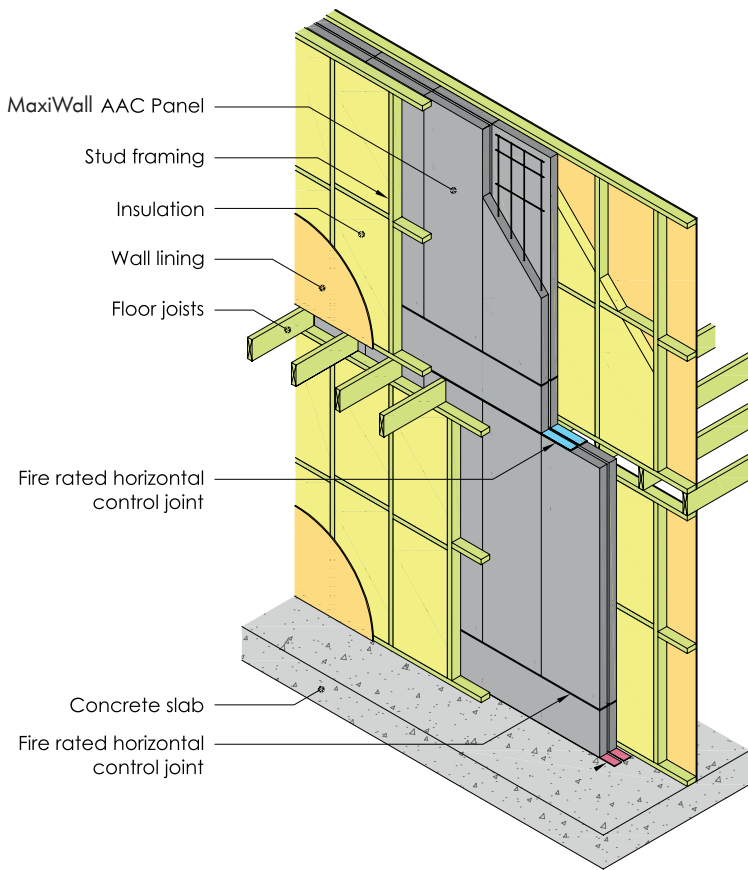 MaxiWall AAC Panel
Stud framing
Insulation
Wall lining
Floor joists
Fire rated horizontal
control joint
Concrete slab
Fire rated horizontal
control joint